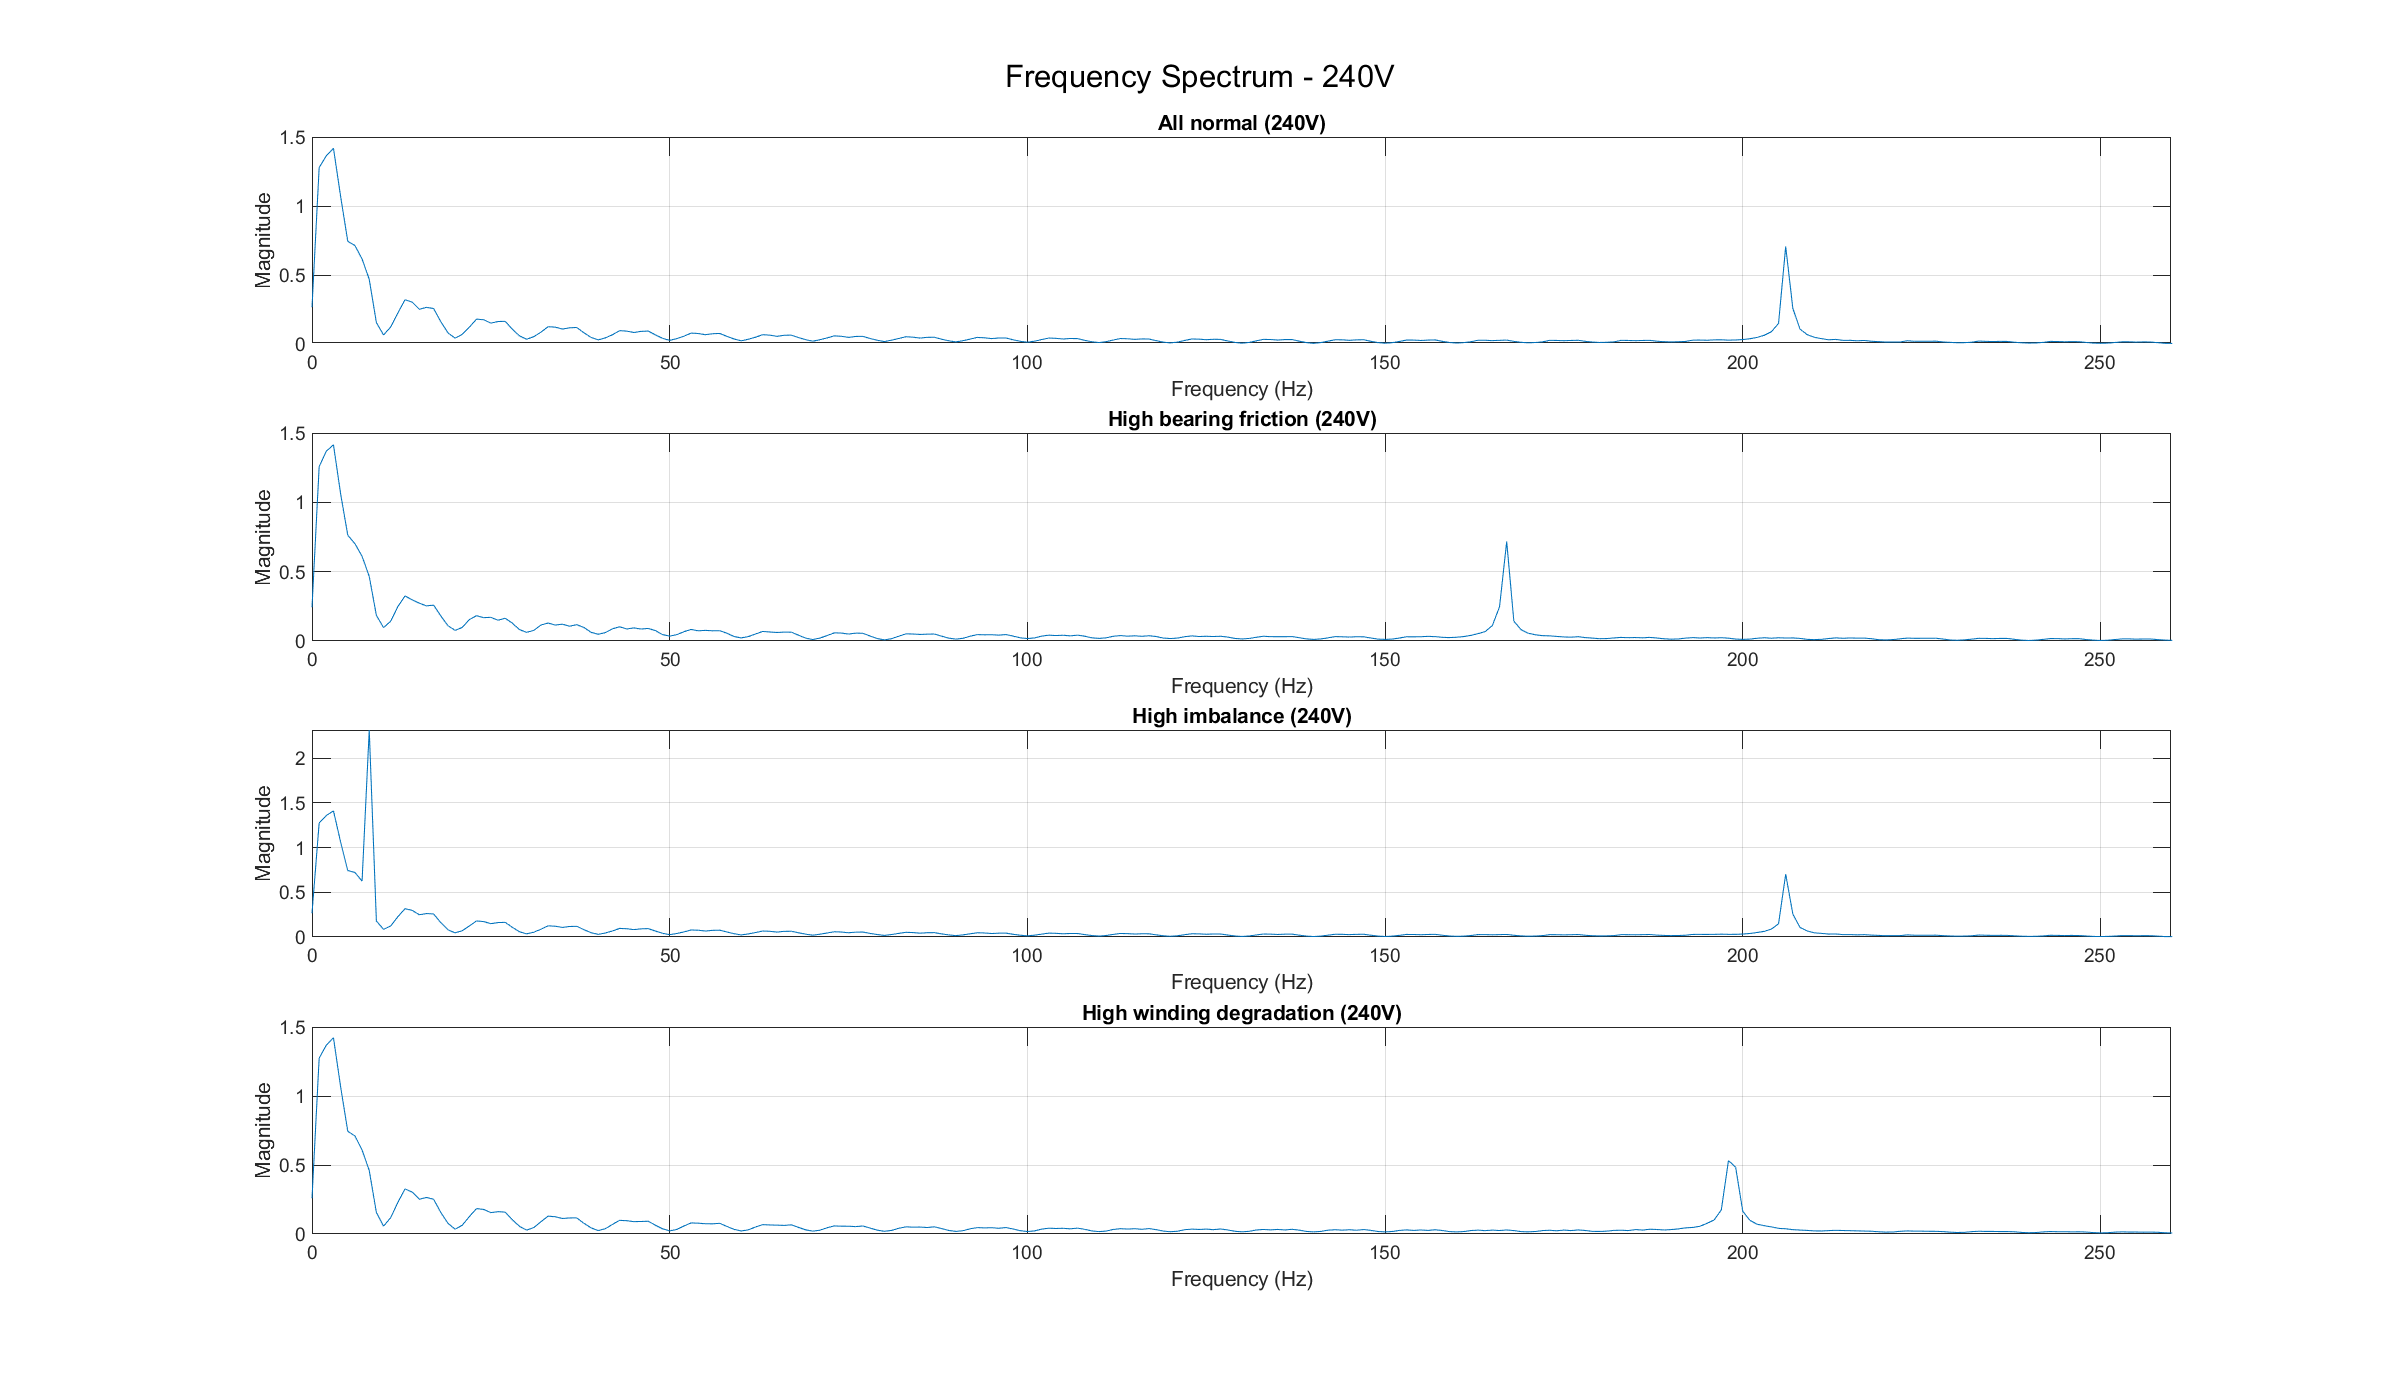 Frequency Spectrum - 240V
All normal (240V)
1.5
1
0.5
0
Magnitude
0 50 100 150 200 250
Frequency (Hz)
High bearing friction (240V)
1.5
1
0.5
0
Magnitude
0 50 100 150 200 250
Frequency (Hz)
High imbalance (240V)
2
1.5
1
0.5
0
Magnitude
0 50 100 150 200 250
Frequency (Hz)
High winding degradation (240V)
1.5
1
0.5
0
Magnitude
0 50 100 150 200 250
Frequency (Hz)